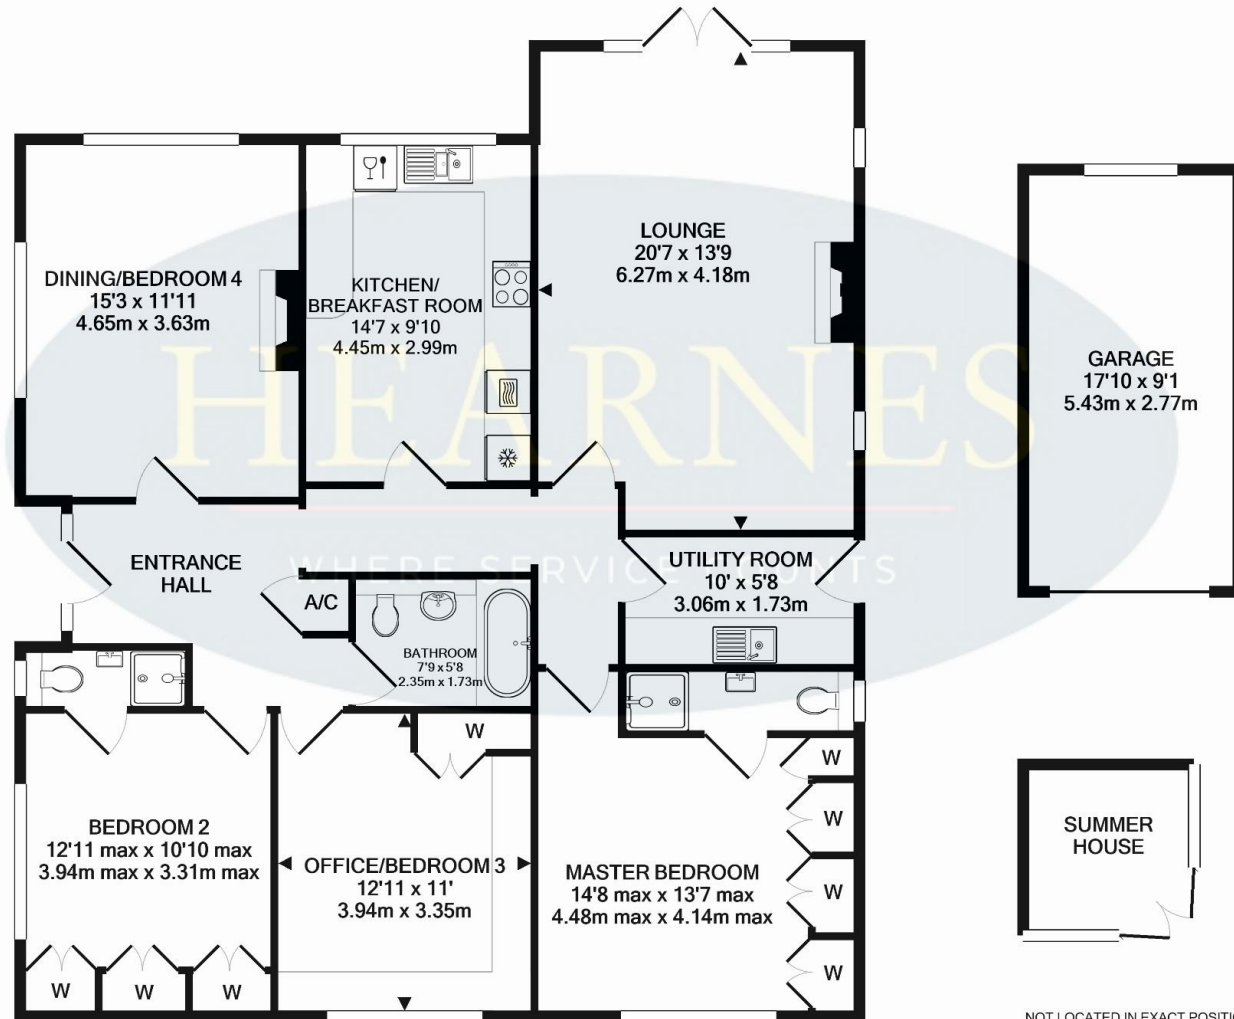 LOUNGE
20'7 x 13'9
6.27m x 4.18m
DINING/BEDROOM 4
15'3 x 11'11
4.65m x 3.63m
KITCHEN/
BREAKFAST ROOM
14'7 x 9'10
4.45m x 2.99m
GARAGE
17'10 x 9'1
5.43m x 2.77m
HEARNES
WHERE SERVICE COUNTS
ENTRANCE
HALL
A/C
UTILITY ROOM
10' x 5'8
3.06m x 1.73m
BATHROOM
7'9 x 5'8
2.35m x 1.73m
W
W
W
W
W
BEDROOM 2
12'11 max x 10'10 max
3.94m max x 3.31m max
OFFICE/BEDROOM 3
12'11 x 11'
3.94m x 3.35m
MASTER BEDROOM
14'8 max x 13'7 max
4.48m max x 4.14m max
SUMMER
HOUSE
W
W
W
NOT LOCATED IN EXACT